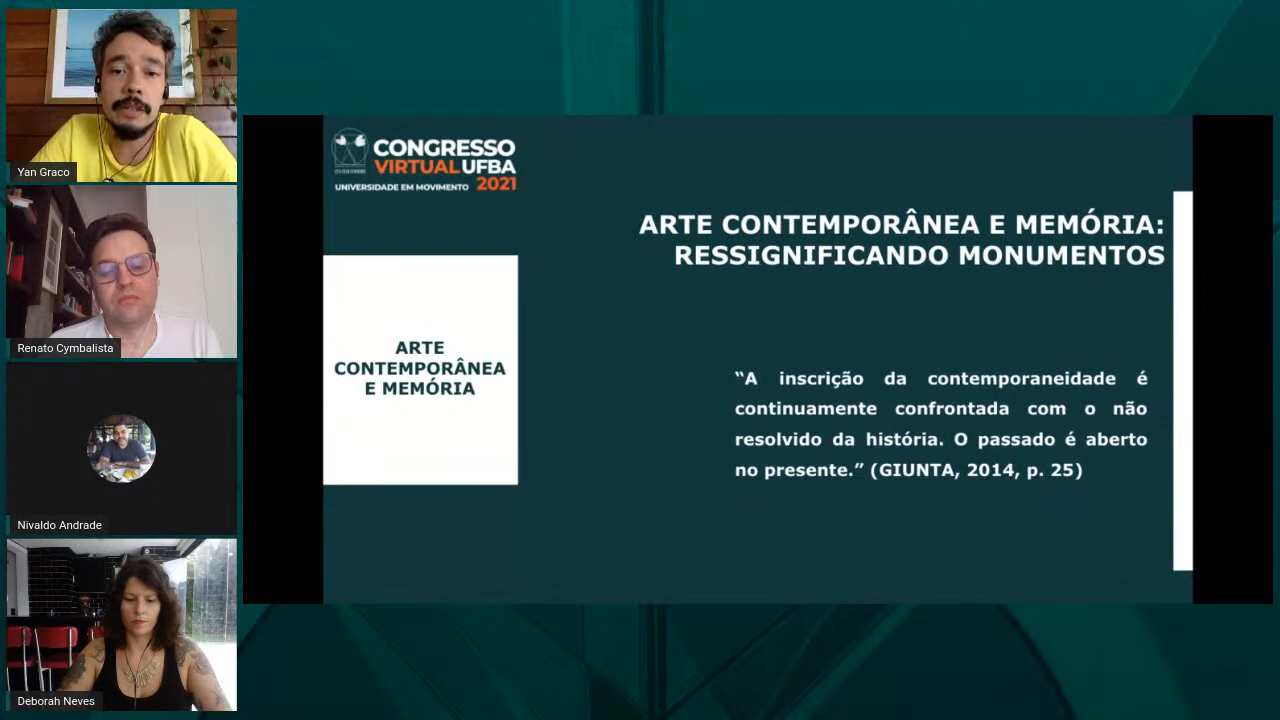 Yan Graco
Renato Cymbalista
Nivaldo Andrade
Deborah Neves
CONGRESSO
VIRTUAL UFBA
UNIVERSIDADE EM MOVIMENTO 2021
ARTE CONTEMPORÂNEA E MEMÓRIA:
RESSIGNIFICANDO MONUMENTOS
ARTE
CONTEMPORÂNEA
E MEMÓRIA
“A inscrição da contemporaneidade é
continuamente confrontada com o não
resolvido da história. O passado é aberto
no presente.” (GIUNTA, 2014, p. 25)